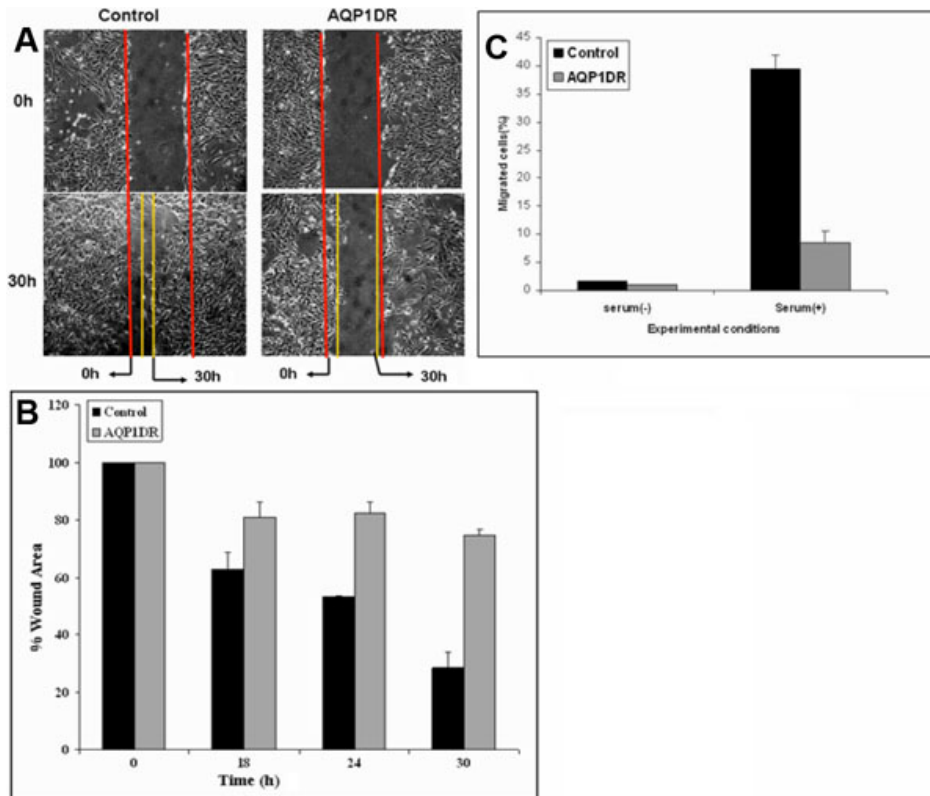 A
Control
AQP1DR
0h
30h
0h
30h
0h
30h
C
45
40
35
30
25
20
15
10
5
0
Migrated cells(%)
Control
AQP1DR
serum(-)
Serum(+)
Experimental conditions
B
120
100
80
60
40
20
0
% Wound Area
Control
AQP1DR
0
18
24
30
Time (h)